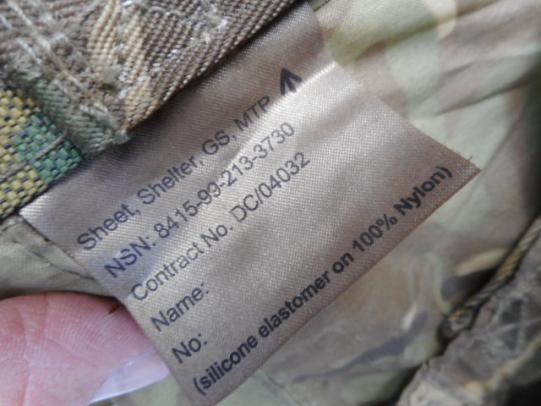 Sheet, Shelter, GS, MTP
NSN: 8415-99-213-3730
Contract No. DC/04032
Name:
No:
(silicone elastomer on 100% Nylon)